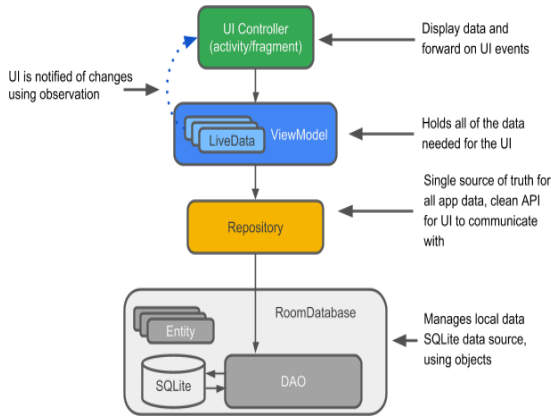 UI Controller
(activity/fragment)
Display data and
forward on UI events
UI is notified of changes
using observation
LiveData
ViewModel
Holds all of the data
needed for the UI
Repository
Single source of truth for
all app data, clean API
for UI to communicate
with
RoomDatabase
Entity
SQLite
DAO
Manages local data
SQLite data source,
using objects